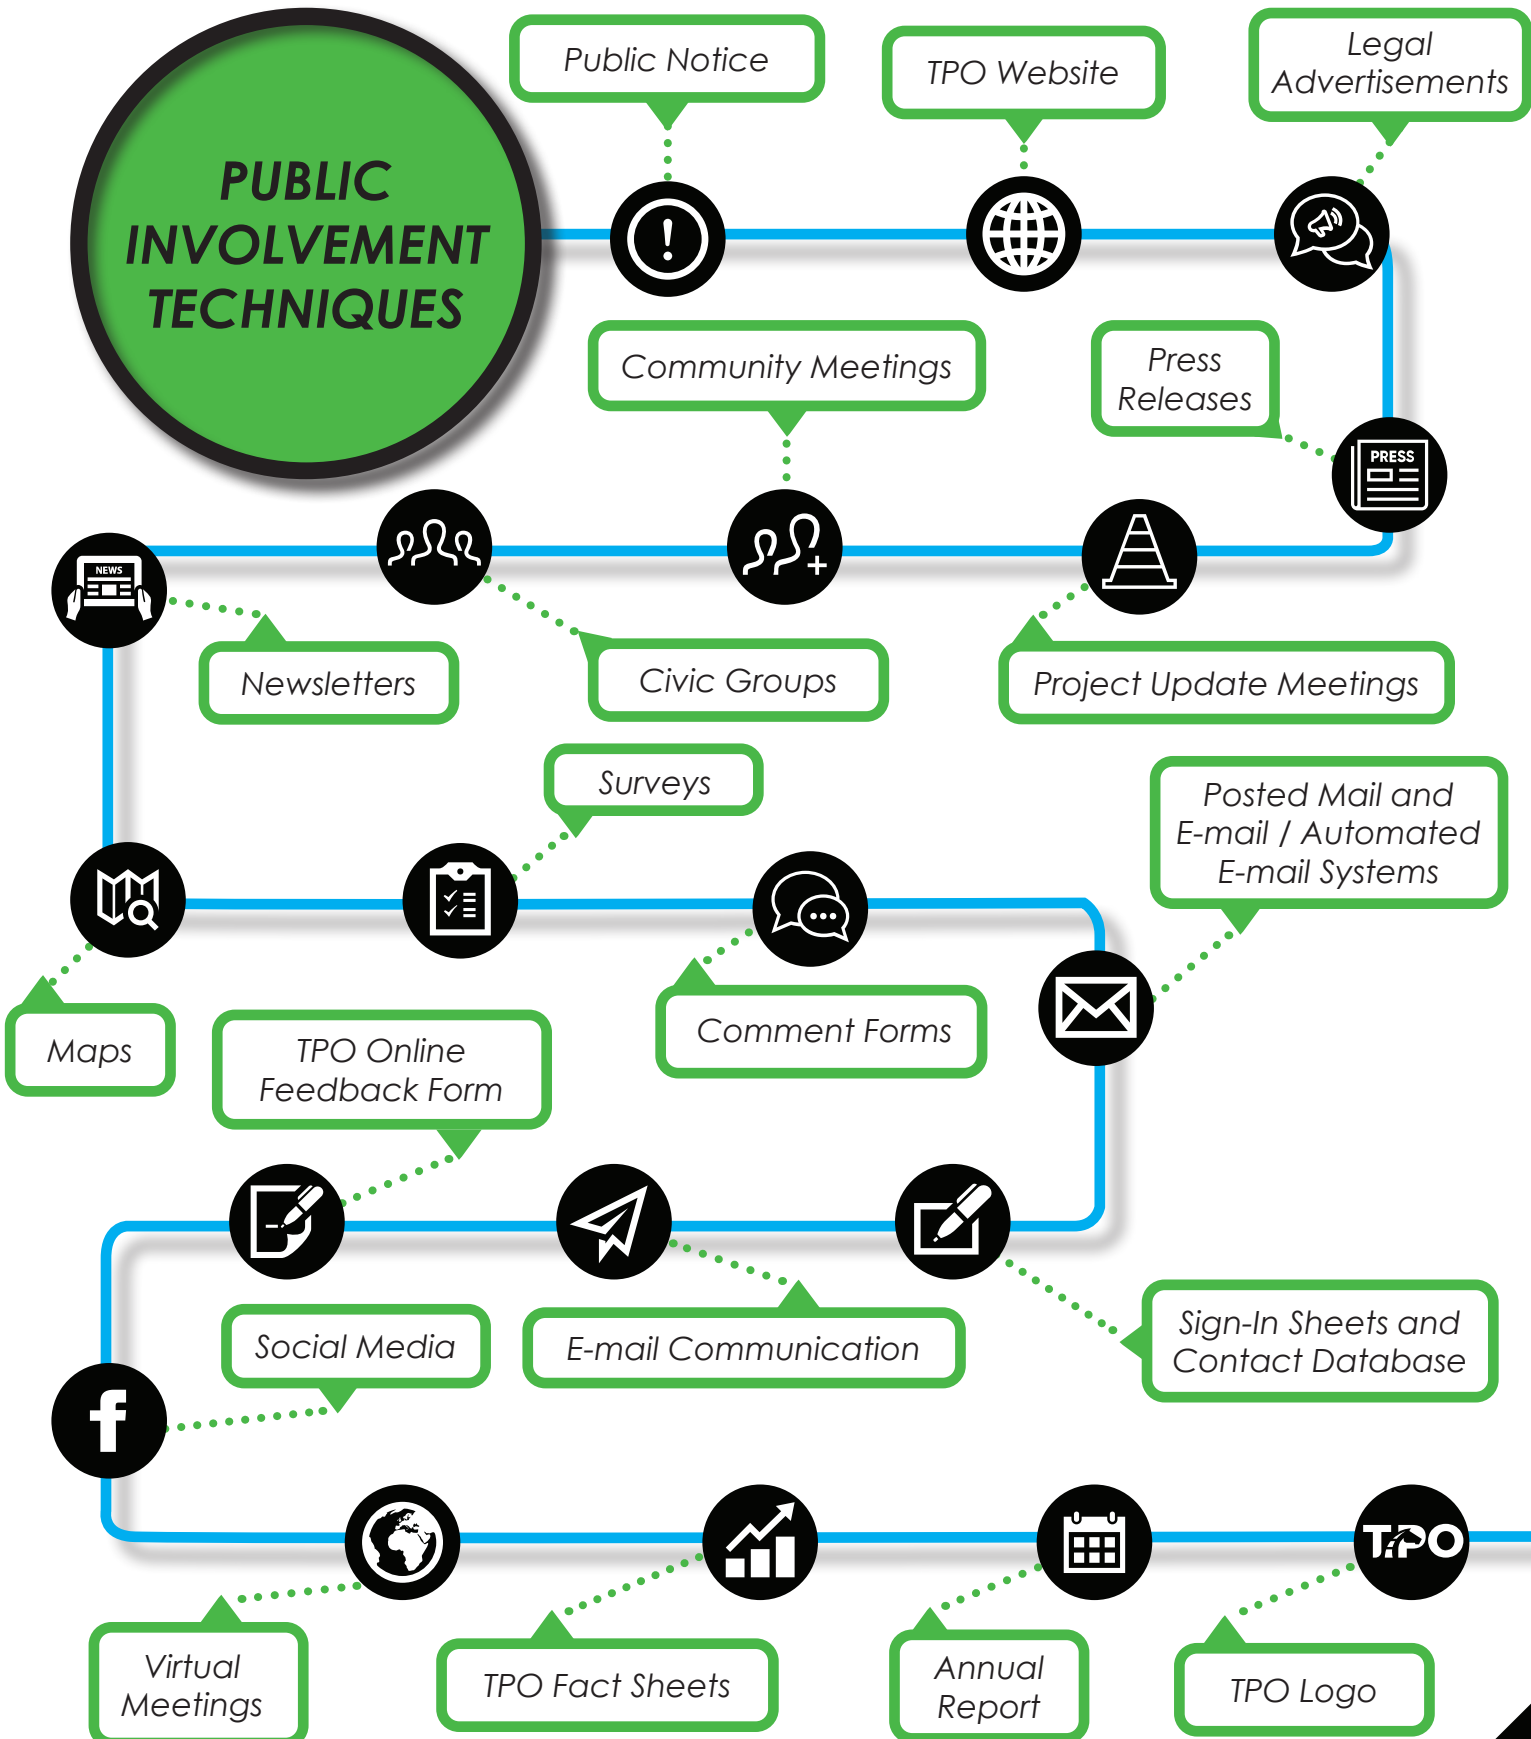 PUBLIC
INVOLVEMENT
TECHNIQUES
Public Notice
TPO Website
Legal
Advertisements
Community Meetings
Press
Releases
PRESS
NEWS
Newsletters
Civic Groups
Project Update Meetings
Surveys
Posted Mail and
E-mail / Automated
E-mail Systems
Maps
TPO Online
Feedback Form
Comment Forms
Social Media
E-mail Communication
Sign-In Sheets and
Contact Database
f
TPO
Virtual
Meetings
TPO Fact Sheets
Annual
Report
TPO Logo